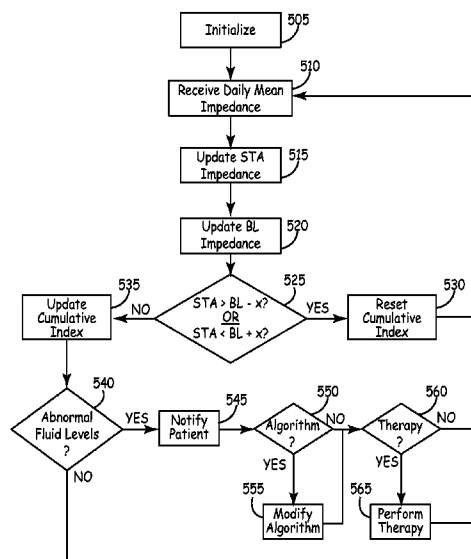 Initialize
505
Receive Daily Mean
Impedance
510
Update STA
Impedance
515
Update BL
Impedance
520
STA > BL - x?
OR
STA < BL + x?
525
NO
YES
Update
Cumulative
Index
535
Reset
Cumulative
Index
530
Abnormal
Fluid Levels
?
540
YES
NO
Notify
Patient
545
Algorithm
?
550
NO
YES
Modify
Algorithm
555
Therapy
?
560
NO
YES
Perform
Therapy
565